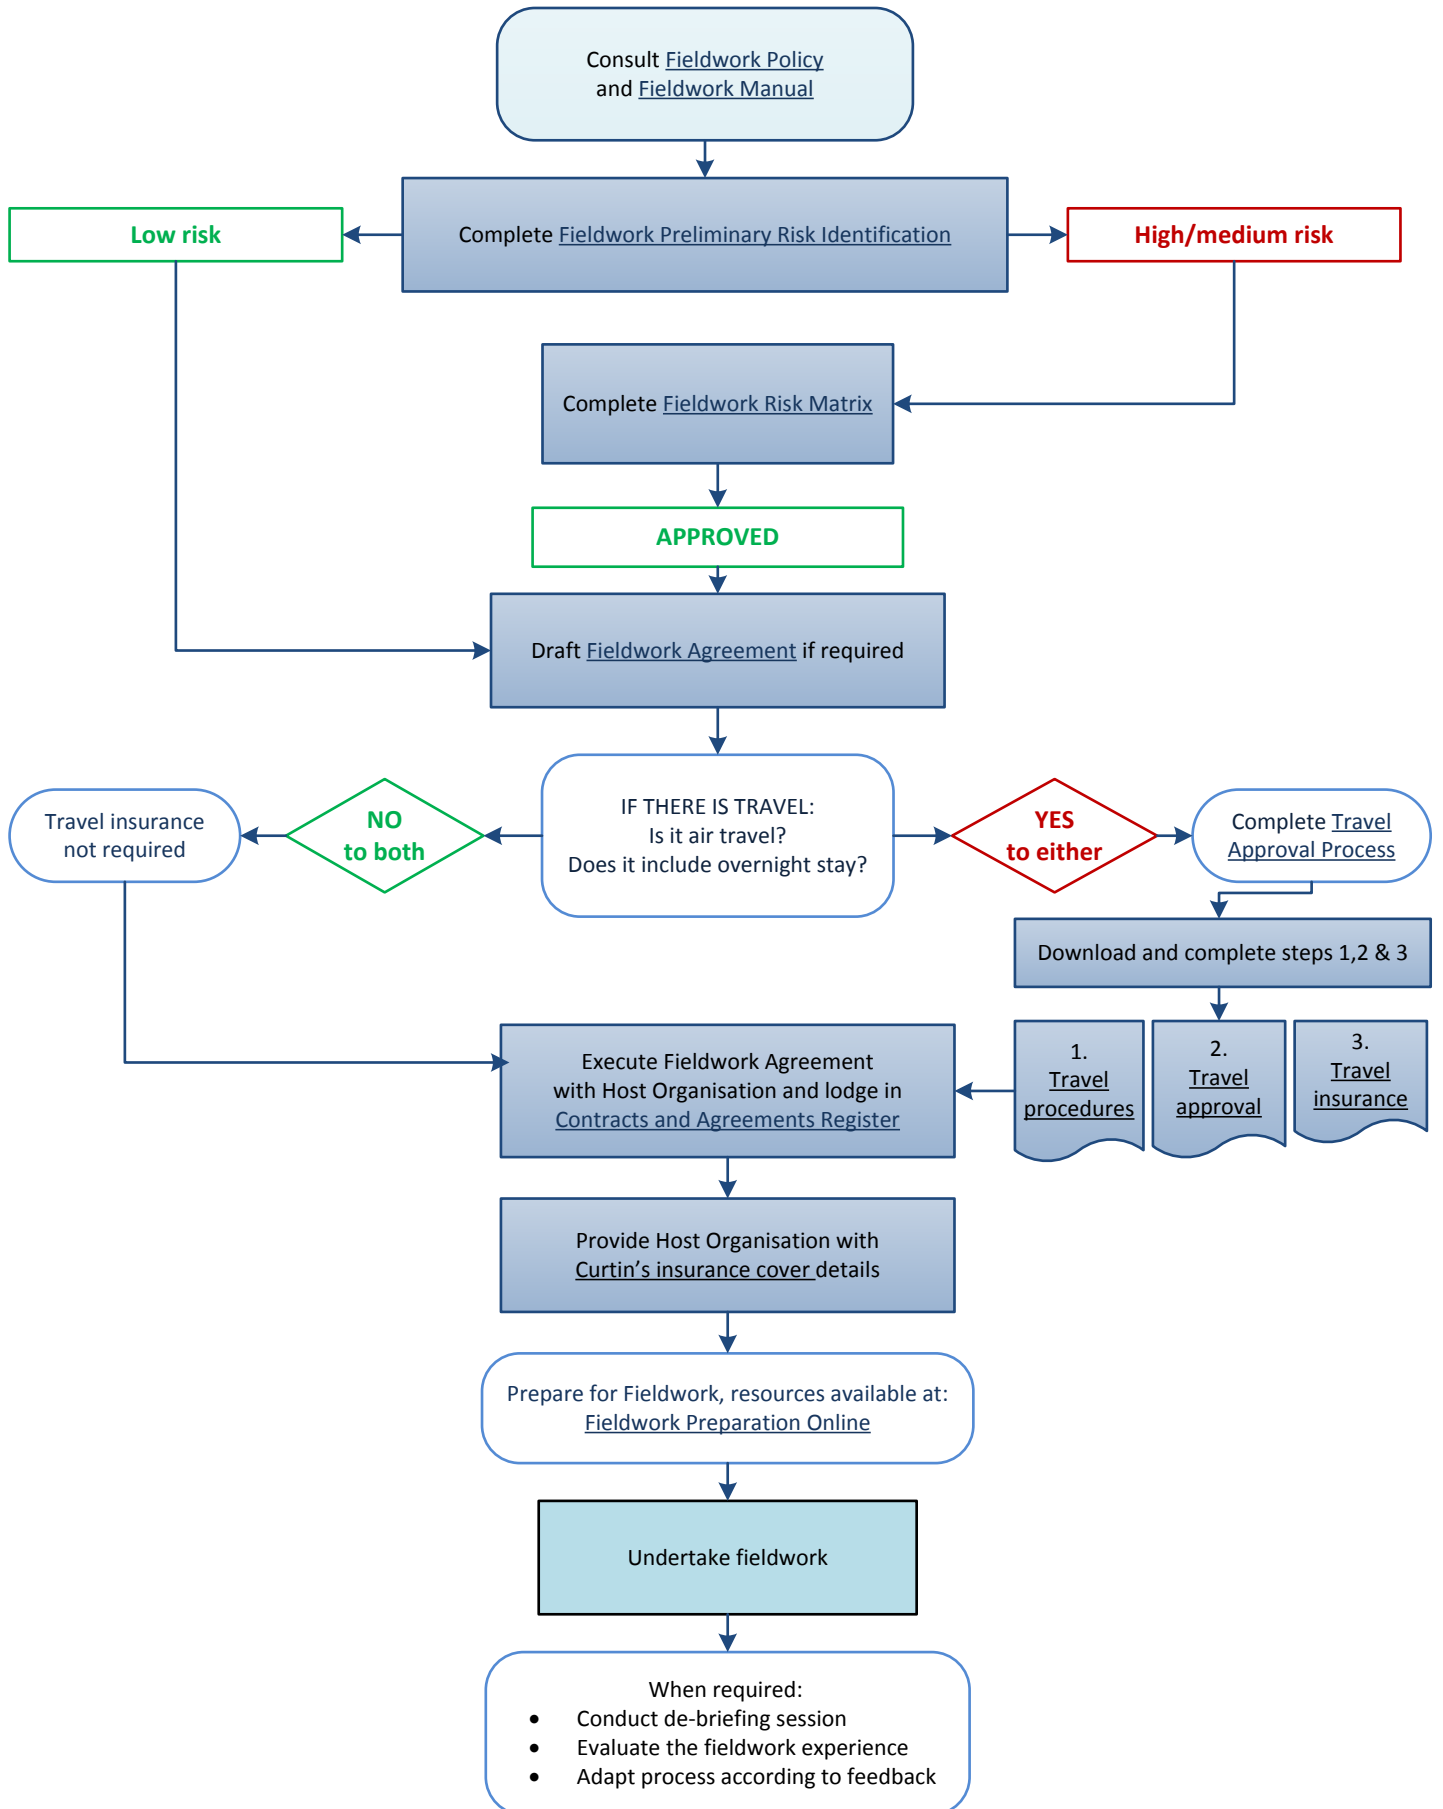 Consult Fieldwork Policy
and Fieldwork Manual
Low risk
Complete Fieldwork Preliminary Risk Identification
High/medium risk
Complete Fieldwork Risk Matrix
APPROVED
Draft Fieldwork Agreement if required
Travel insurance
not required
NO
to both
IF THERE IS TRAVEL:
Is it air travel?
Does it include overnight stay?
YES
to either
Complete Travel
Approval Process
Download and complete steps 1,2 & 3
Execute Fieldwork Agreement
with Host Organisation and lodge in
Contracts and Agreements Register
1.
Travel
procedures
2.
Travel
approval
3.
Travel
insurance
Provide Host Organisation with
Curtin's insurance cover details
Prepare for Fieldwork, resources available at:
Fieldwork Preparation Online
Undertake fieldwork
When required:
• Conduct de-briefing session
• Evaluate the fieldwork experience
• Adapt process according to feedback